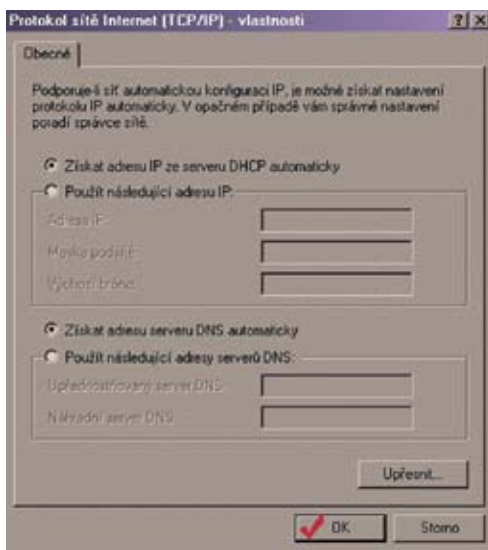 Protokol sítě Internet (TCP/IP) - vlastnosti
Obecné
Podporuje-li síť automatickou konfiguraci IP, je možné získat nastavení
protokolu IP automaticky. V opačném případě vám správné nastavení
poradí správce sítě.
Získat adresu IP ze serveru DHCP automaticky
Použít následující adresu IP:
Adresa IP:
Maska podsítě:
Výchozí brána:
Získat adresu serveru DNS automaticky
Použít následující adresy serverů DNS:
Upřednostňovaný server DNS:
Náhradní server DNS:
Upřesnit...
OK
Storno